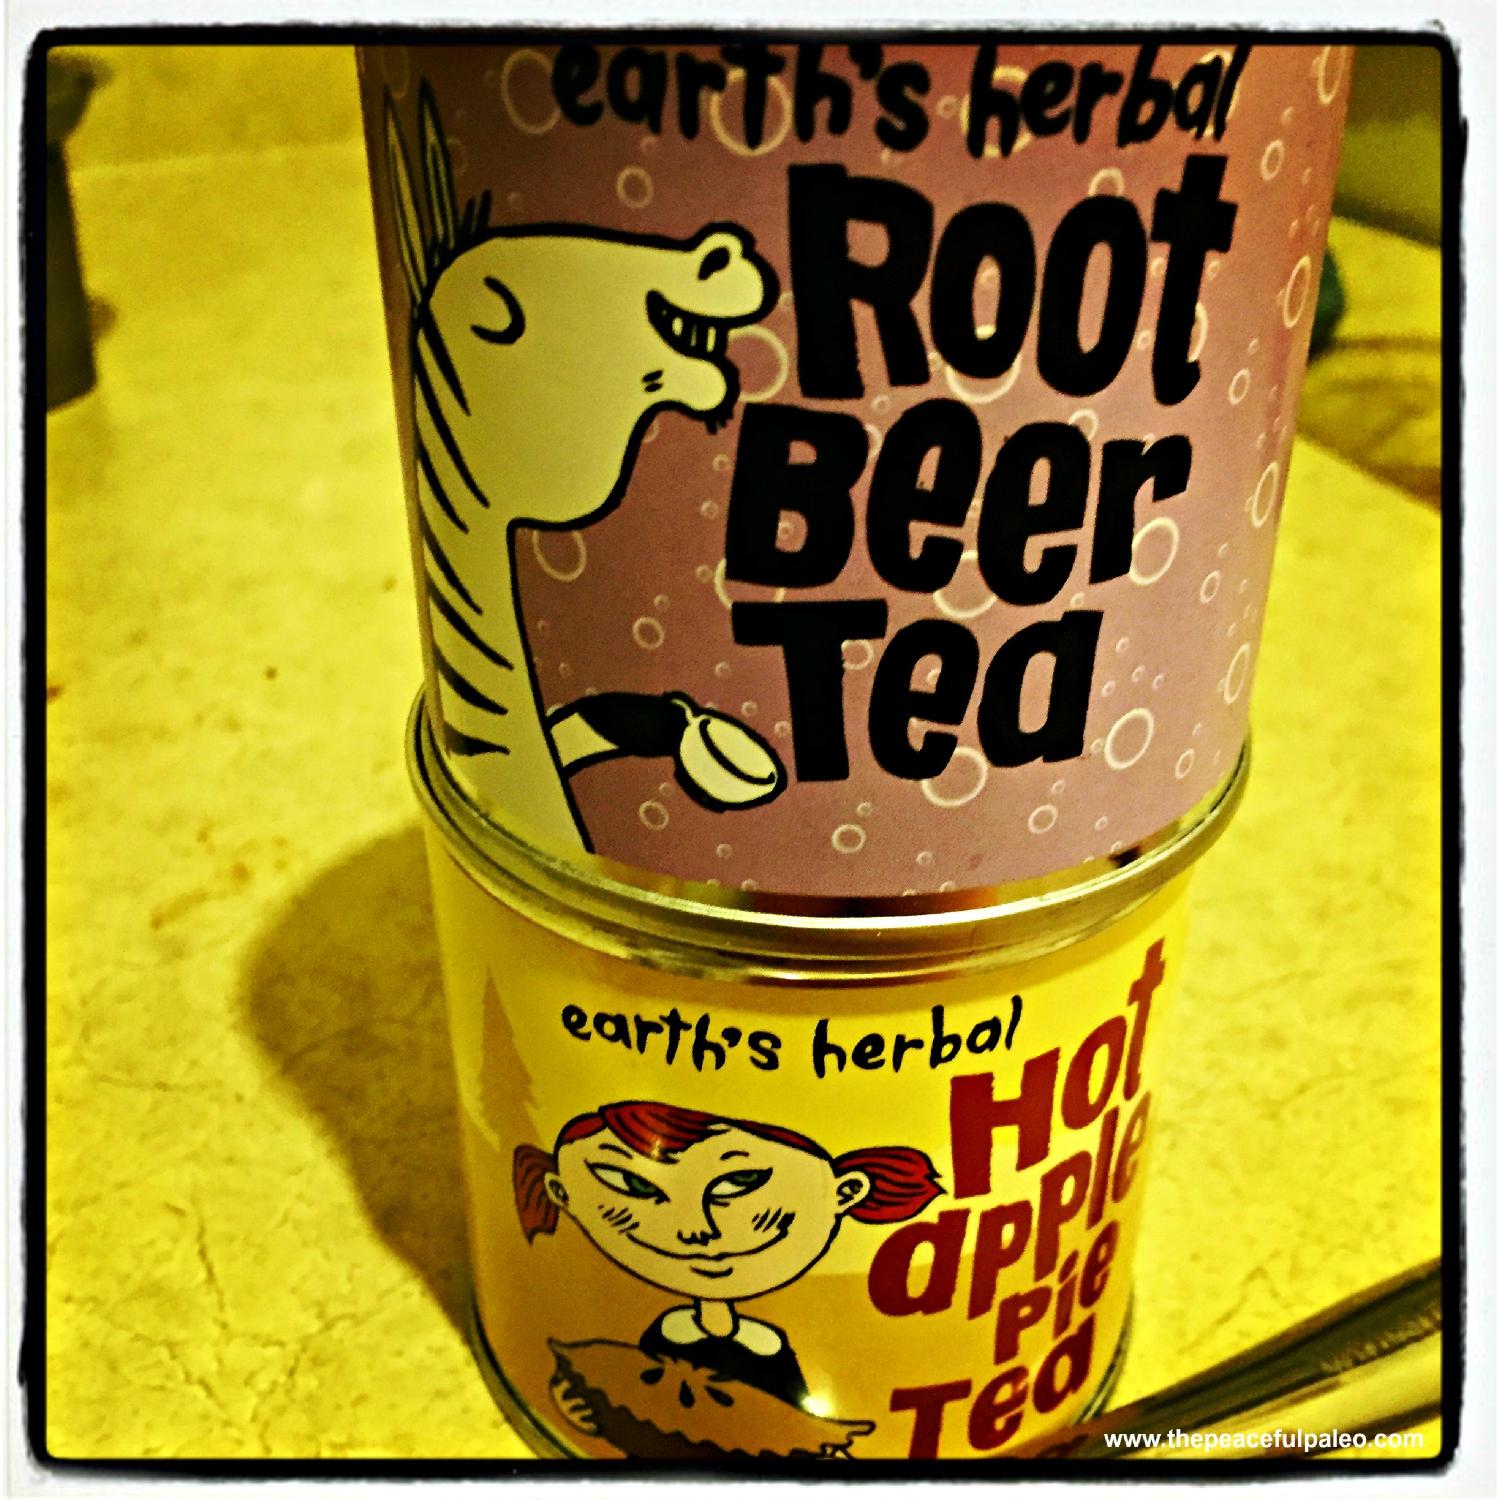 earth's herbal
Root
Beer
Tea
earth's herbal
Hot
apple
Pie
Tea
www.thepeacefulpaleo.com